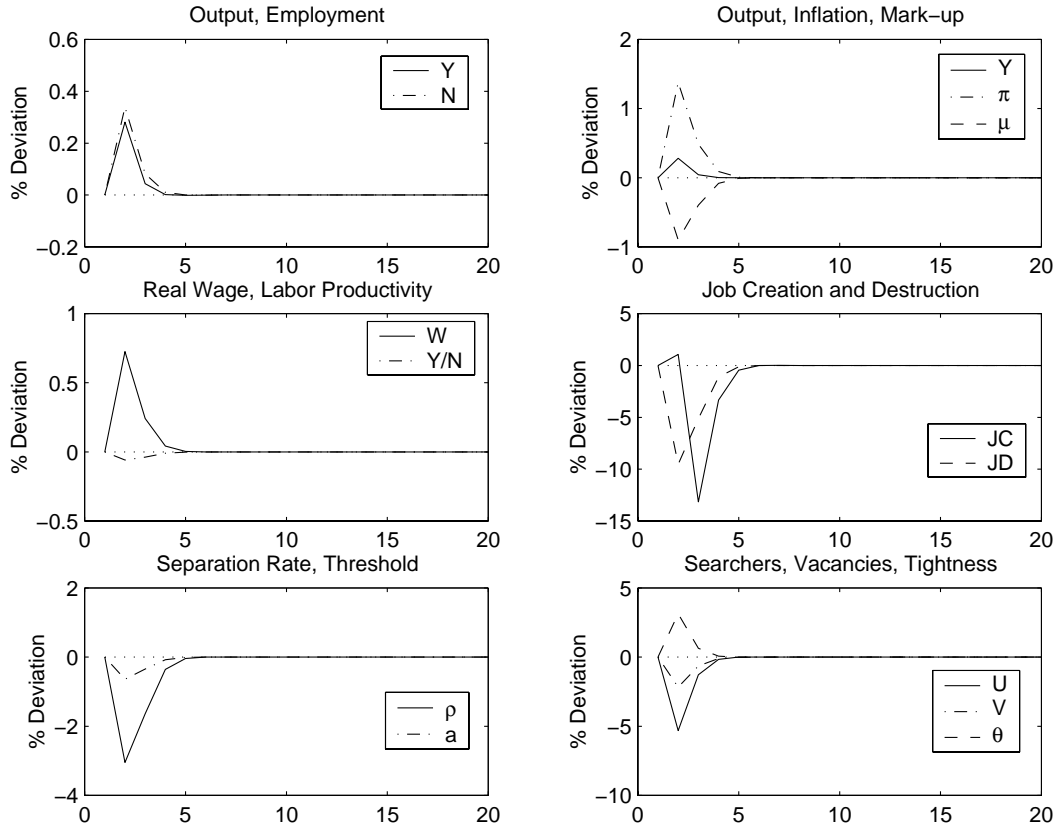 Output, Employment
% Deviation
0.6
0.4
0.2
0
−0.2
0 5 10 15 20
Y
N
Output, Inflation, Mark−up
% Deviation
2
1
0
−1
0 5 10 15 20
Y
π
μ
Real Wage, Labor Productivity
% Deviation
1
0.5
0
−0.5
0 5 10 15 20
W
Y/N
Job Creation and Destruction
% Deviation
5
0
−5
−10
−15
0 5 10 15 20
JC
JD
Separation Rate, Threshold
% Deviation
2
0
−2
−4
0 5 10 15 20
ρ
a
Searchers, Vacancies, Tightness
% Deviation
5
0
−5
−10
0 5 10 15 20
U
V
θ